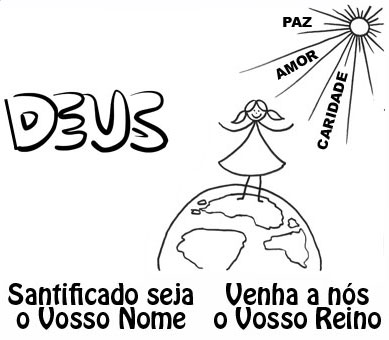 PAZ
AMOR
CARIDADE
DEUS
Santificado seja
o Vosso Nome
Venha a nós
o Vosso Reino